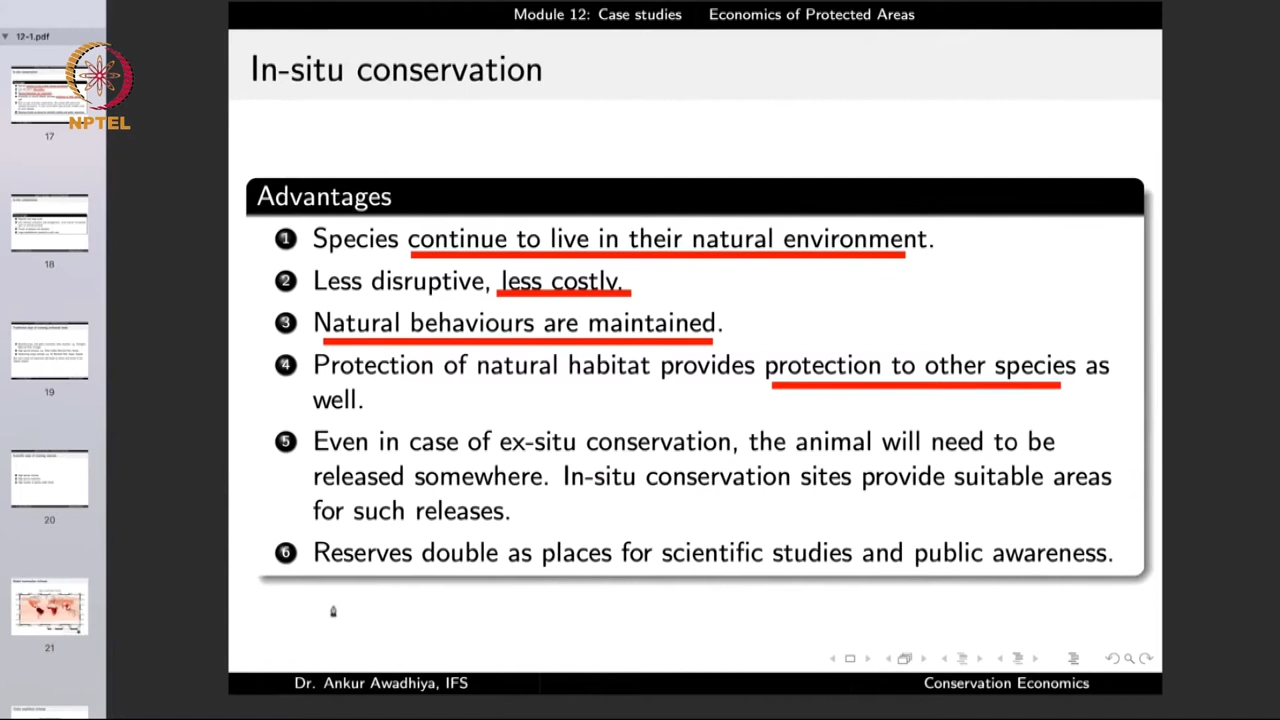 Module 12: Case studies Economics of Protected Areas
12-1.pdf
NPTEL
In-situ conservation
Advantages
1 Species continue to live in their natural environment.
2 Less disruptive, less costly.
3 Natural behaviours are maintained.
4 Protection of natural habitat provides protection to other species as
well.
5 Even in case of ex-situ conservation, the animal will need to be
released somewhere. In-situ conservation sites provide suitable areas
for such releases.
6 Reserves double as places for scientific studies and public awareness.
17
18
19
20
21
Dr. Ankur Awadhiya, IFS Conservation Economics